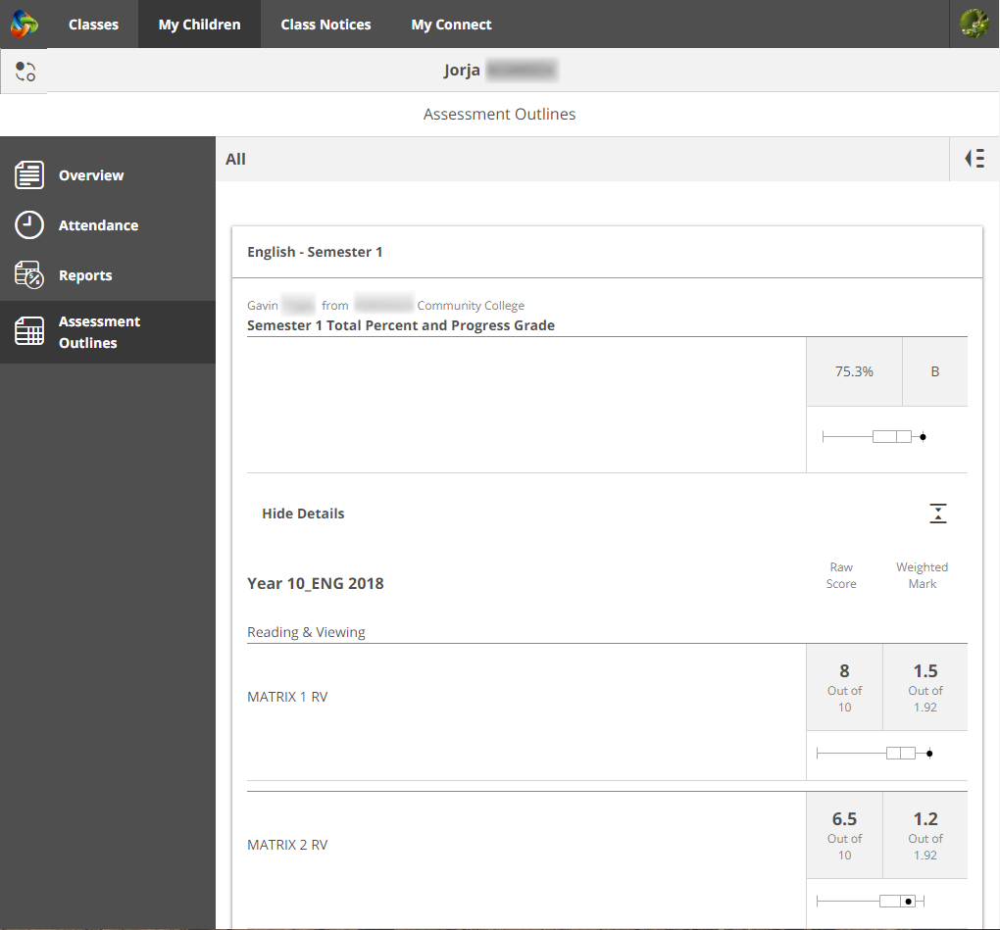 Classes My Children Class Notices My Connect
Jorja
Assessment Outlines
All
Overview
Attendance
Reports
Assessment
Outlines
English - Semester 1
Gavin from Community College
Semester 1 Total Percent and Progress Grade
75.3% B
Hide Details
Raw Weighted
Score Mark
Year 10_ENG 2018
Reading & Viewing
MATRIX 1 RV
8 1.5
Out of Out of
10 1.92
MATRIX 2 RV
6.5 1.2
Out of Out of
10 1.92